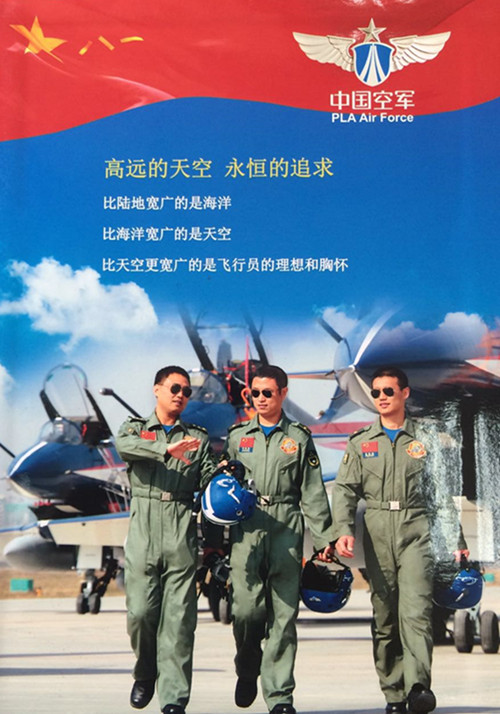 八一
中国空军
PLA Air Force
高远的天空 永恒的追求
比陆地宽广的是海洋
比海洋宽广的是天空
比天空更宽广的是飞行员的理想和胸怀